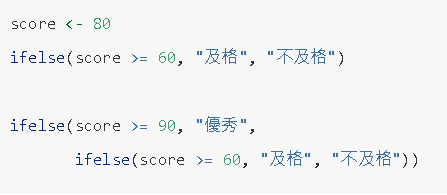 score <- 80
ifelse(score >= 60, "及格", "不及格")
ifelse(score >= 90, "優秀",
ifelse(score >= 60, "及格", "不及格"))